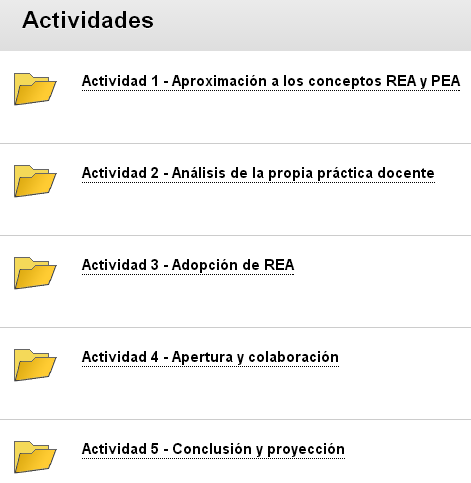 Actividades
Actividad 1 - Aproximación a los conceptos REA y PEA
Actividad 2 - Análisis de la propia práctica docente
Actividad 3 - Adopción de REA
Actividad 4 - Apertura y colaboración
Actividad 5 - Conclusión y proyección